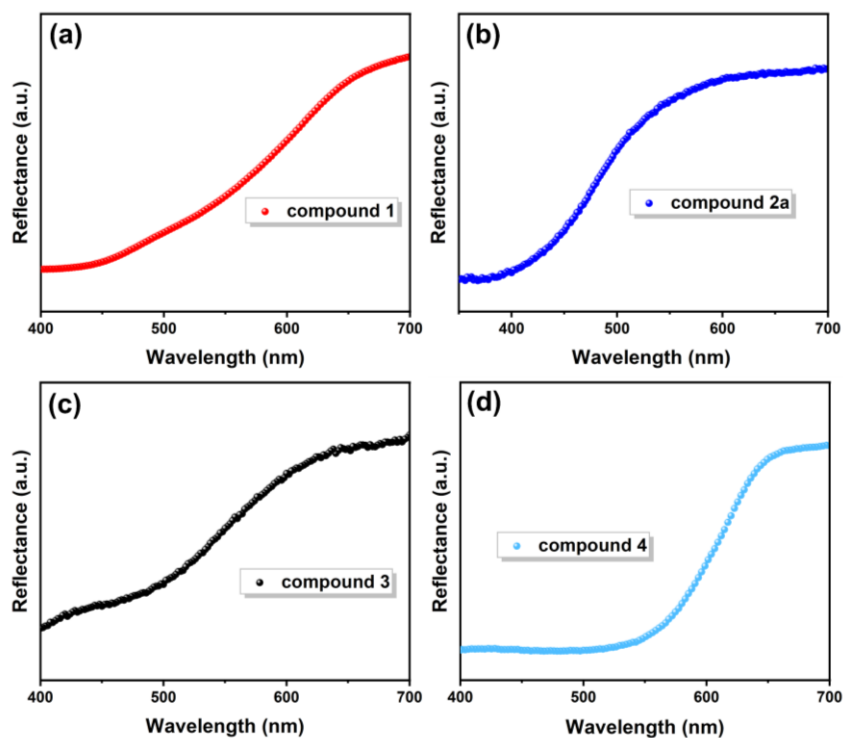 (a)
Reflectance (a.u.)
compound 1
400 500 600 700
Wavelength (nm)
(b)
Reflectance (a.u.)
compound 2a
400 500 600 700
Wavelength (nm)
(c)
Reflectance (a.u.)
compound 3
400 500 600 700
Wavelength (nm)
(d)
Reflectance (a.u.)
compound 4
400 500 600 700
Wavelength (nm)